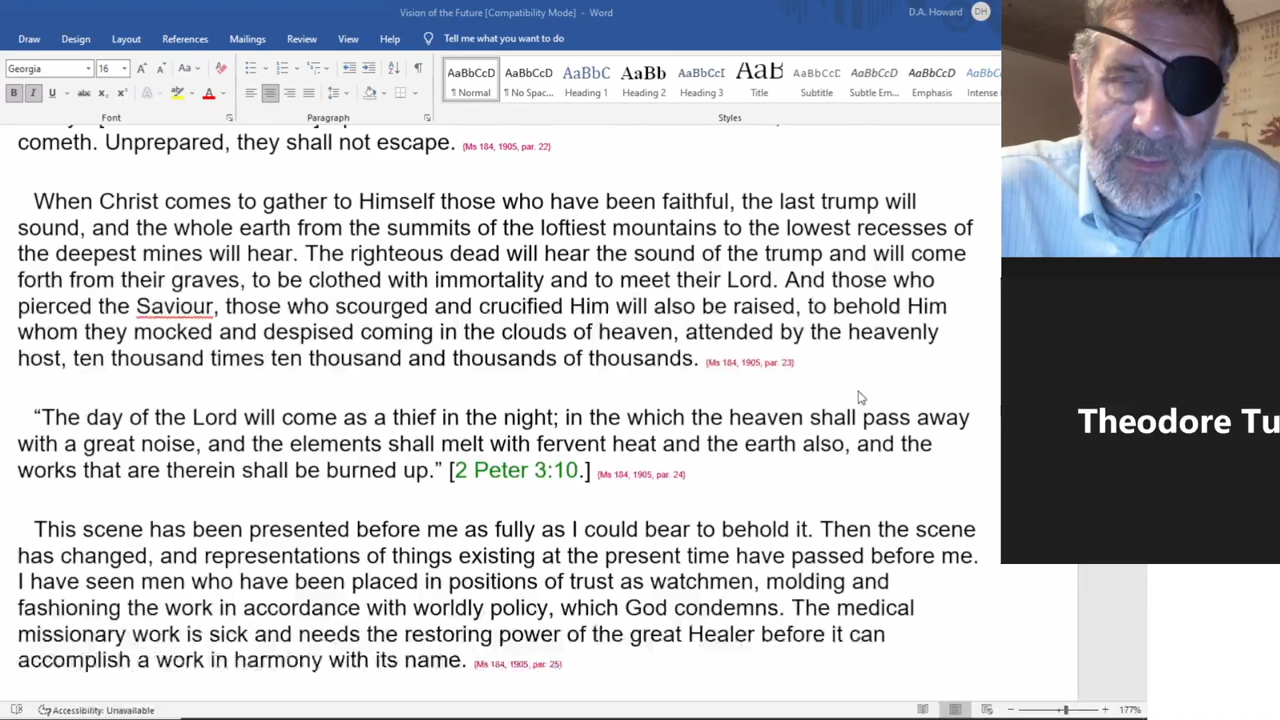 Vision of the Future [Compatibility Mode] - Word
D.A. Howard
DH
Draw Design Layout References Mailings Review View Help Tell me what you want to do
Georgia 16 Aa
AaBbCcD AaBbCcD AaBbC AaBb AaBbCcI AaB AaBbCcD AaBbCcD AaBbCcD
¶ Normal ¶ No Spac... Heading 1 Heading 2 Heading 3 Title Subtitle Subtle Em... Emphasis Intense
B I U abc x₂ x² A
Font Paragraph Styles
cometh. Unprepared, they shall not escape. {Ms 184, 1905, par. 22}
When Christ comes to gather to Himself those who have been faithful, the last trump will
sound, and the whole earth from the summits of the loftiest mountains to the lowest recesses of
the deepest mines will hear. The righteous dead will hear the sound of the trump and will come
forth from their graves, to be clothed with immortality and to meet their Lord. And those who
pierced the Saviour, those who scourged and crucified Him will also be raised, to behold Him
whom they mocked and despised coming in the clouds of heaven, attended by the heavenly
host, ten thousand times ten thousand and thousands of thousands. {Ms 184, 1905, par. 23}
“The day of the Lord will come as a thief in the night; in the which the heaven shall pass away
with a great noise, and the elements shall melt with fervent heat and the earth also, and the
works that are therein shall be burned up.” [2 Peter 3:10.] {Ms 184, 1905, par. 24}
This scene has been presented before me as fully as I could bear to behold it. Then the scene
has changed, and representations of things existing at the present time have passed before me.
I have seen men who have been placed in positions of trust as watchmen, molding and
fashioning the work in accordance with worldly policy, which God condemns. The medical
missionary work is sick and needs the restoring power of the great Healer before it can
accomplish a work in harmony with its name. {Ms 184, 1905, par. 25}
Theodore Tu
Accessibility: Unavailable
177%